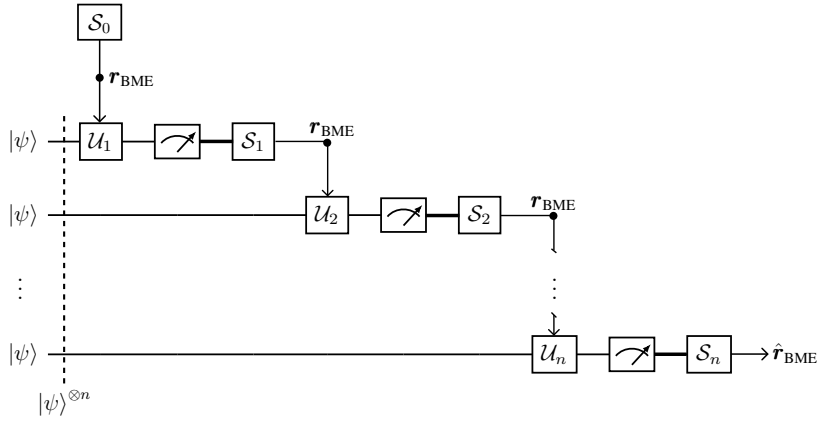 𝒮₀
𝒓_BME
|ψ⟩ 𝒰₁ 𝒮₁ 𝒓_BME
|ψ⟩ 𝒰₂ 𝒮₂ 𝒓_BME
⋮ ⋮
|ψ⟩ 𝒰ₙ 𝒮ₙ 𝒓̂_BME
|ψ⟩^⊗n